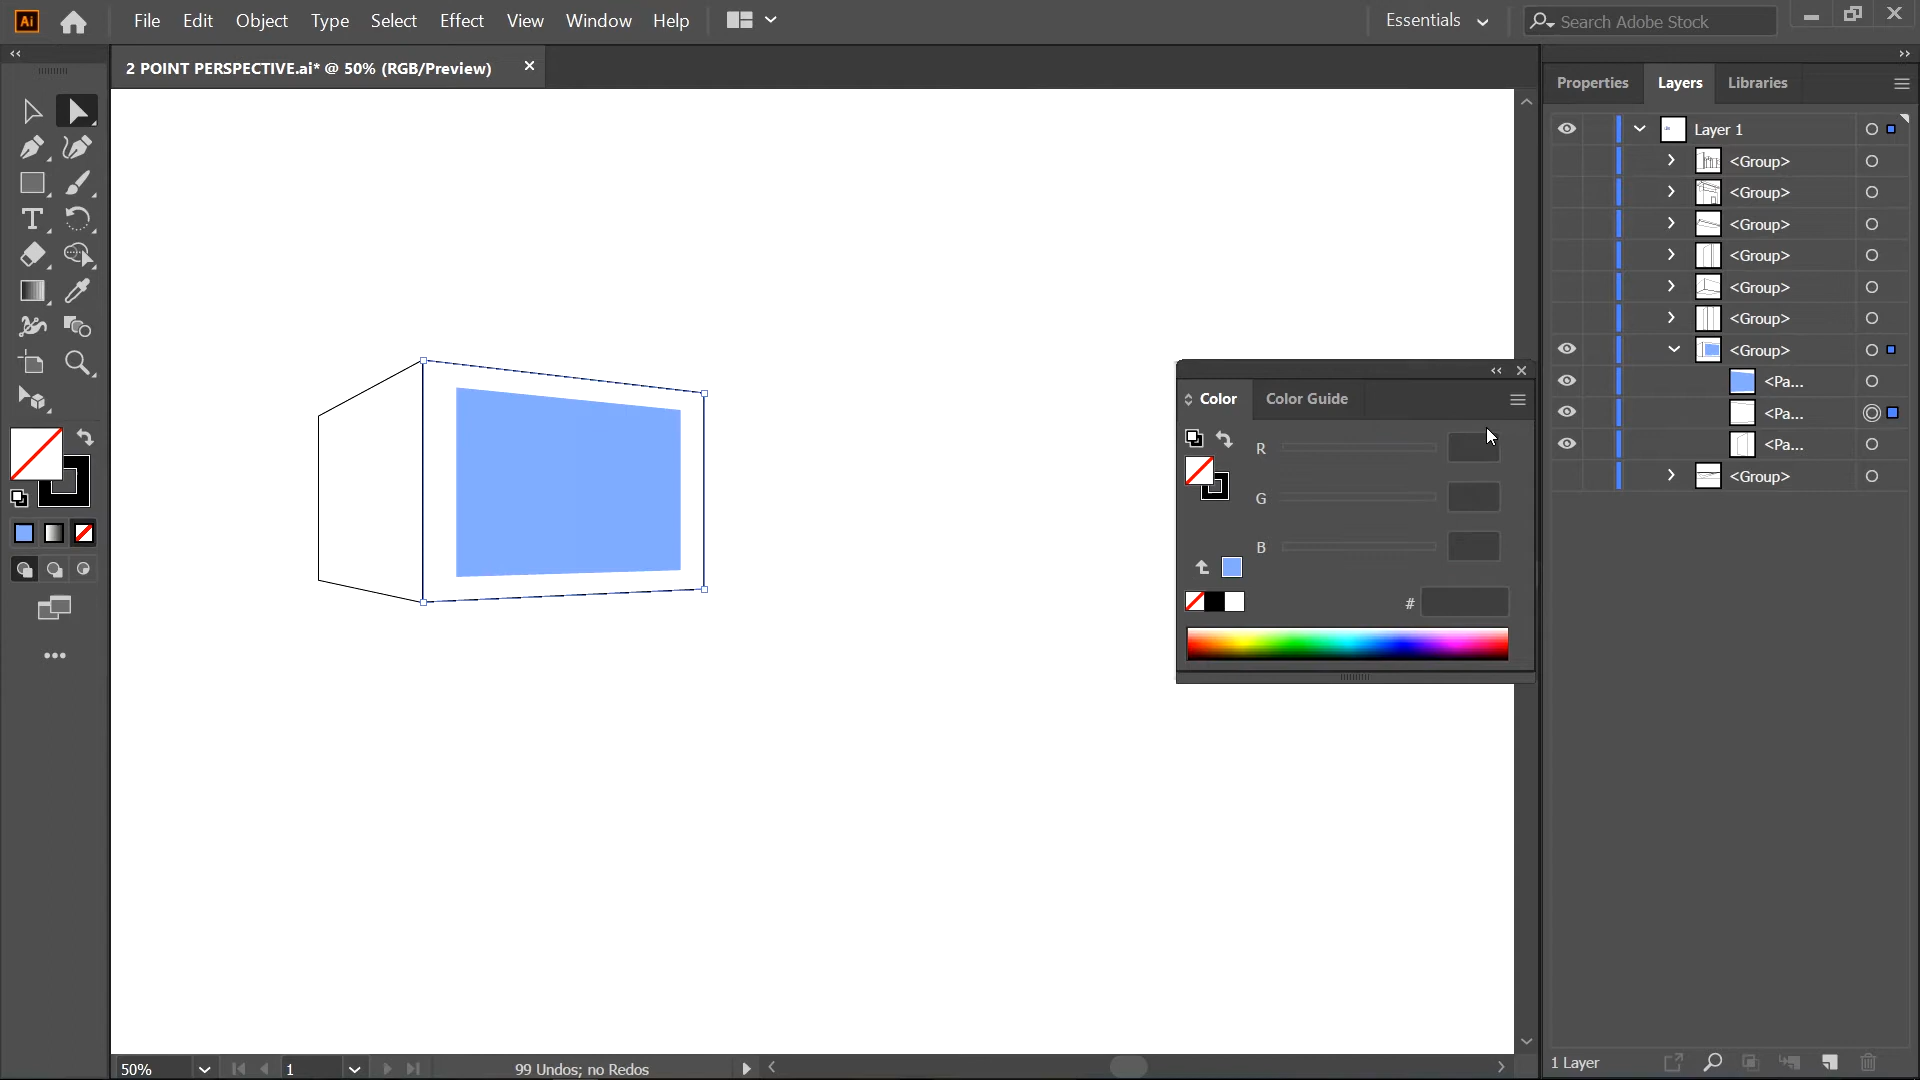 Ai File Edit Object Type Select Effect View Window Help Essentials Search Adobe Stock
2 POINT PERSPECTIVE.ai* @ 50% (RGB/Preview)
Properties Layers Libraries
Layer 1
<Group>
<Group>
<Group>
<Group>
<Group>
<Group>
<Group>
<Pa...
<Pa...
<Pa...
<Group>
Color Color Guide
R
G
B
#
50% 1 99 Undos; no Redos
1 Layer